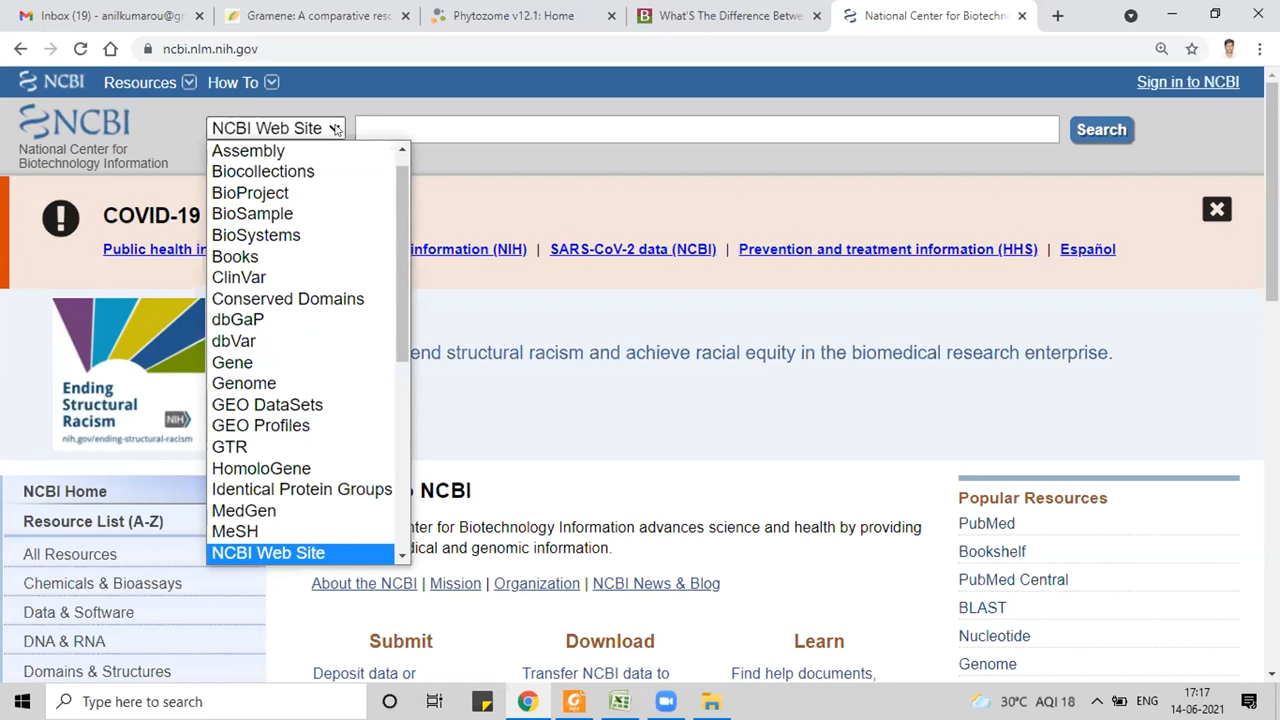 Inbox (19) - anilkumarou@gr
Gramene: A comparative resc
Phytozome v12.1: Home
What'S The Difference Betwe
National Center for Biotechn
ncbi.nlm.nih.gov
NCBI Resources How To Sign in to NCBI
NCBI
National Center for
Biotechnology Information
NCBI Web Site
Search
Assembly
Biocollections
BioProject
BioSample
BioSystems
Books
ClinVar
Conserved Domains
dbGaP
dbVar
Gene
Genome
GEO DataSets
GEO Profiles
GTR
HomoloGene
Identical Protein Groups
MedGen
MeSH
NCBI Web Site
COVID-19
Public health in information (NIH) | SARS-CoV-2 data (NCBI) | Prevention and treatment information (HHS) | Español
Ending
Structural
Racism
NIH
nih.gov/ending-structural-racism
end structural racism and achieve racial equity in the biomedical research enterprise.
NCBI Home
Resource List (A-Z)
All Resources
Chemicals & Bioassays
Data & Software
DNA & RNA
Domains & Structures
NCBI
ter for Biotechnology Information advances science and health by providing
dical and genomic information.
About the NCBI | Mission | Organization | NCBI News & Blog
Submit
Deposit data or
Download
Transfer NCBI data to
Learn
Find help documents,
Popular Resources
PubMed
Bookshelf
PubMed Central
BLAST
Nucleotide
Genome
Type here to search
30°C AQI 18
ENG
17:17
14-06-2021